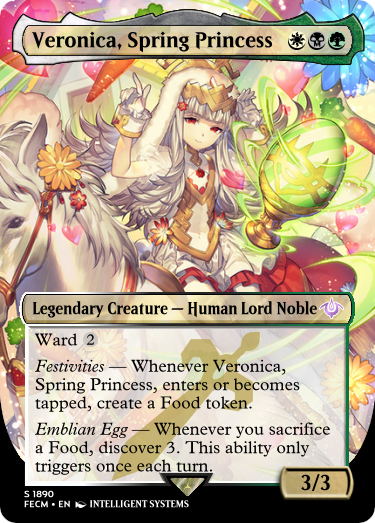 Veronica, Spring Princess
Legendary Creature — Human Lord Noble
Ward 2
Festivities — Whenever Veronica,
Spring Princess, enters or becomes
tapped, create a Food token.
Emblian Egg — Whenever you sacrifice
a Food, discover 3. This ability only
triggers once each turn.
3/3
S 1890
FECM • EN INTELLIGENT SYSTEMS